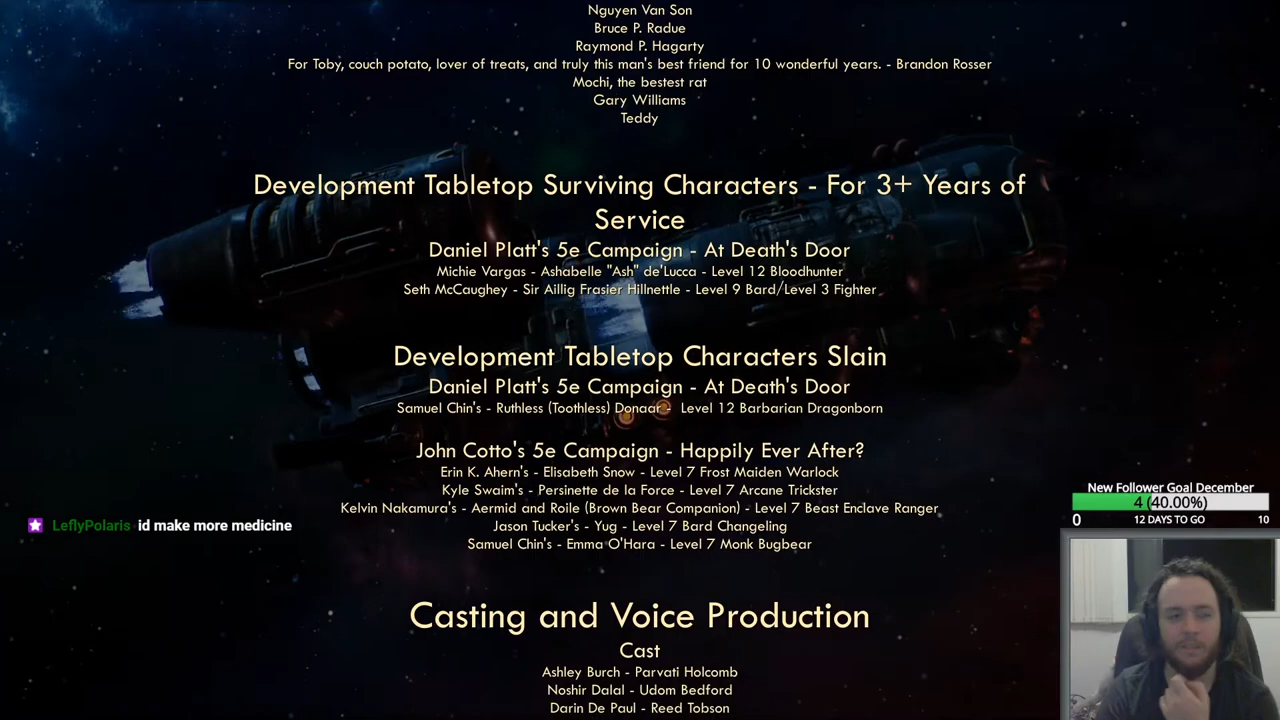 Nguyen Van Son
Bruce P. Radue
Raymond P. Hagarty
For Toby, couch potato, lover of treats, and truly this man's best friend for 10 wonderful years. - Brandon Rosser
Mochi, the bestest rat
Gary Williams
Teddy
Development Tabletop Surviving Characters - For 3+ Years of
Service
Daniel Platt's 5e Campaign - At Death's Door
Michie Vargas - Ashabelle "Ash" de'Lucca - Level 12 Bloodhunter
Seth McCaughey - Sir Aillig Frasier Hillnettle - Level 9 Bard/Level 3 Fighter
Development Tabletop Characters Slain
Daniel Platt's 5e Campaign - At Death's Door
Samuel Chin's - Ruthless (Toothless) Donaar - Level 12 Barbarian Dragonborn
John Cotto's 5e Campaign - Happily Ever After?
Erin K. Ahern's - Elisabeth Snow - Level 7 Frost Maiden Warlock
Kyle Swaim's - Persinette de la Force - Level 7 Arcane Trickster
Kelvin Nakamura's - Aermid and Roile (Brown Bear Companion) - Level 7 Beast Enclave Ranger
Jason Tucker's - Yug - Level 7 Bard Changeling
Samuel Chin's - Emma O'Hara - Level 7 Monk Bugbear
LeflyPolaris id make more medicine
New Follower Goal December
4 (40.00%)
0 12 DAYS TO GO 10
Casting and Voice Production
Cast
Ashley Burch - Parvati Holcomb
Noshir Dalal - Udom Bedford
Darin De Paul - Reed Tobson